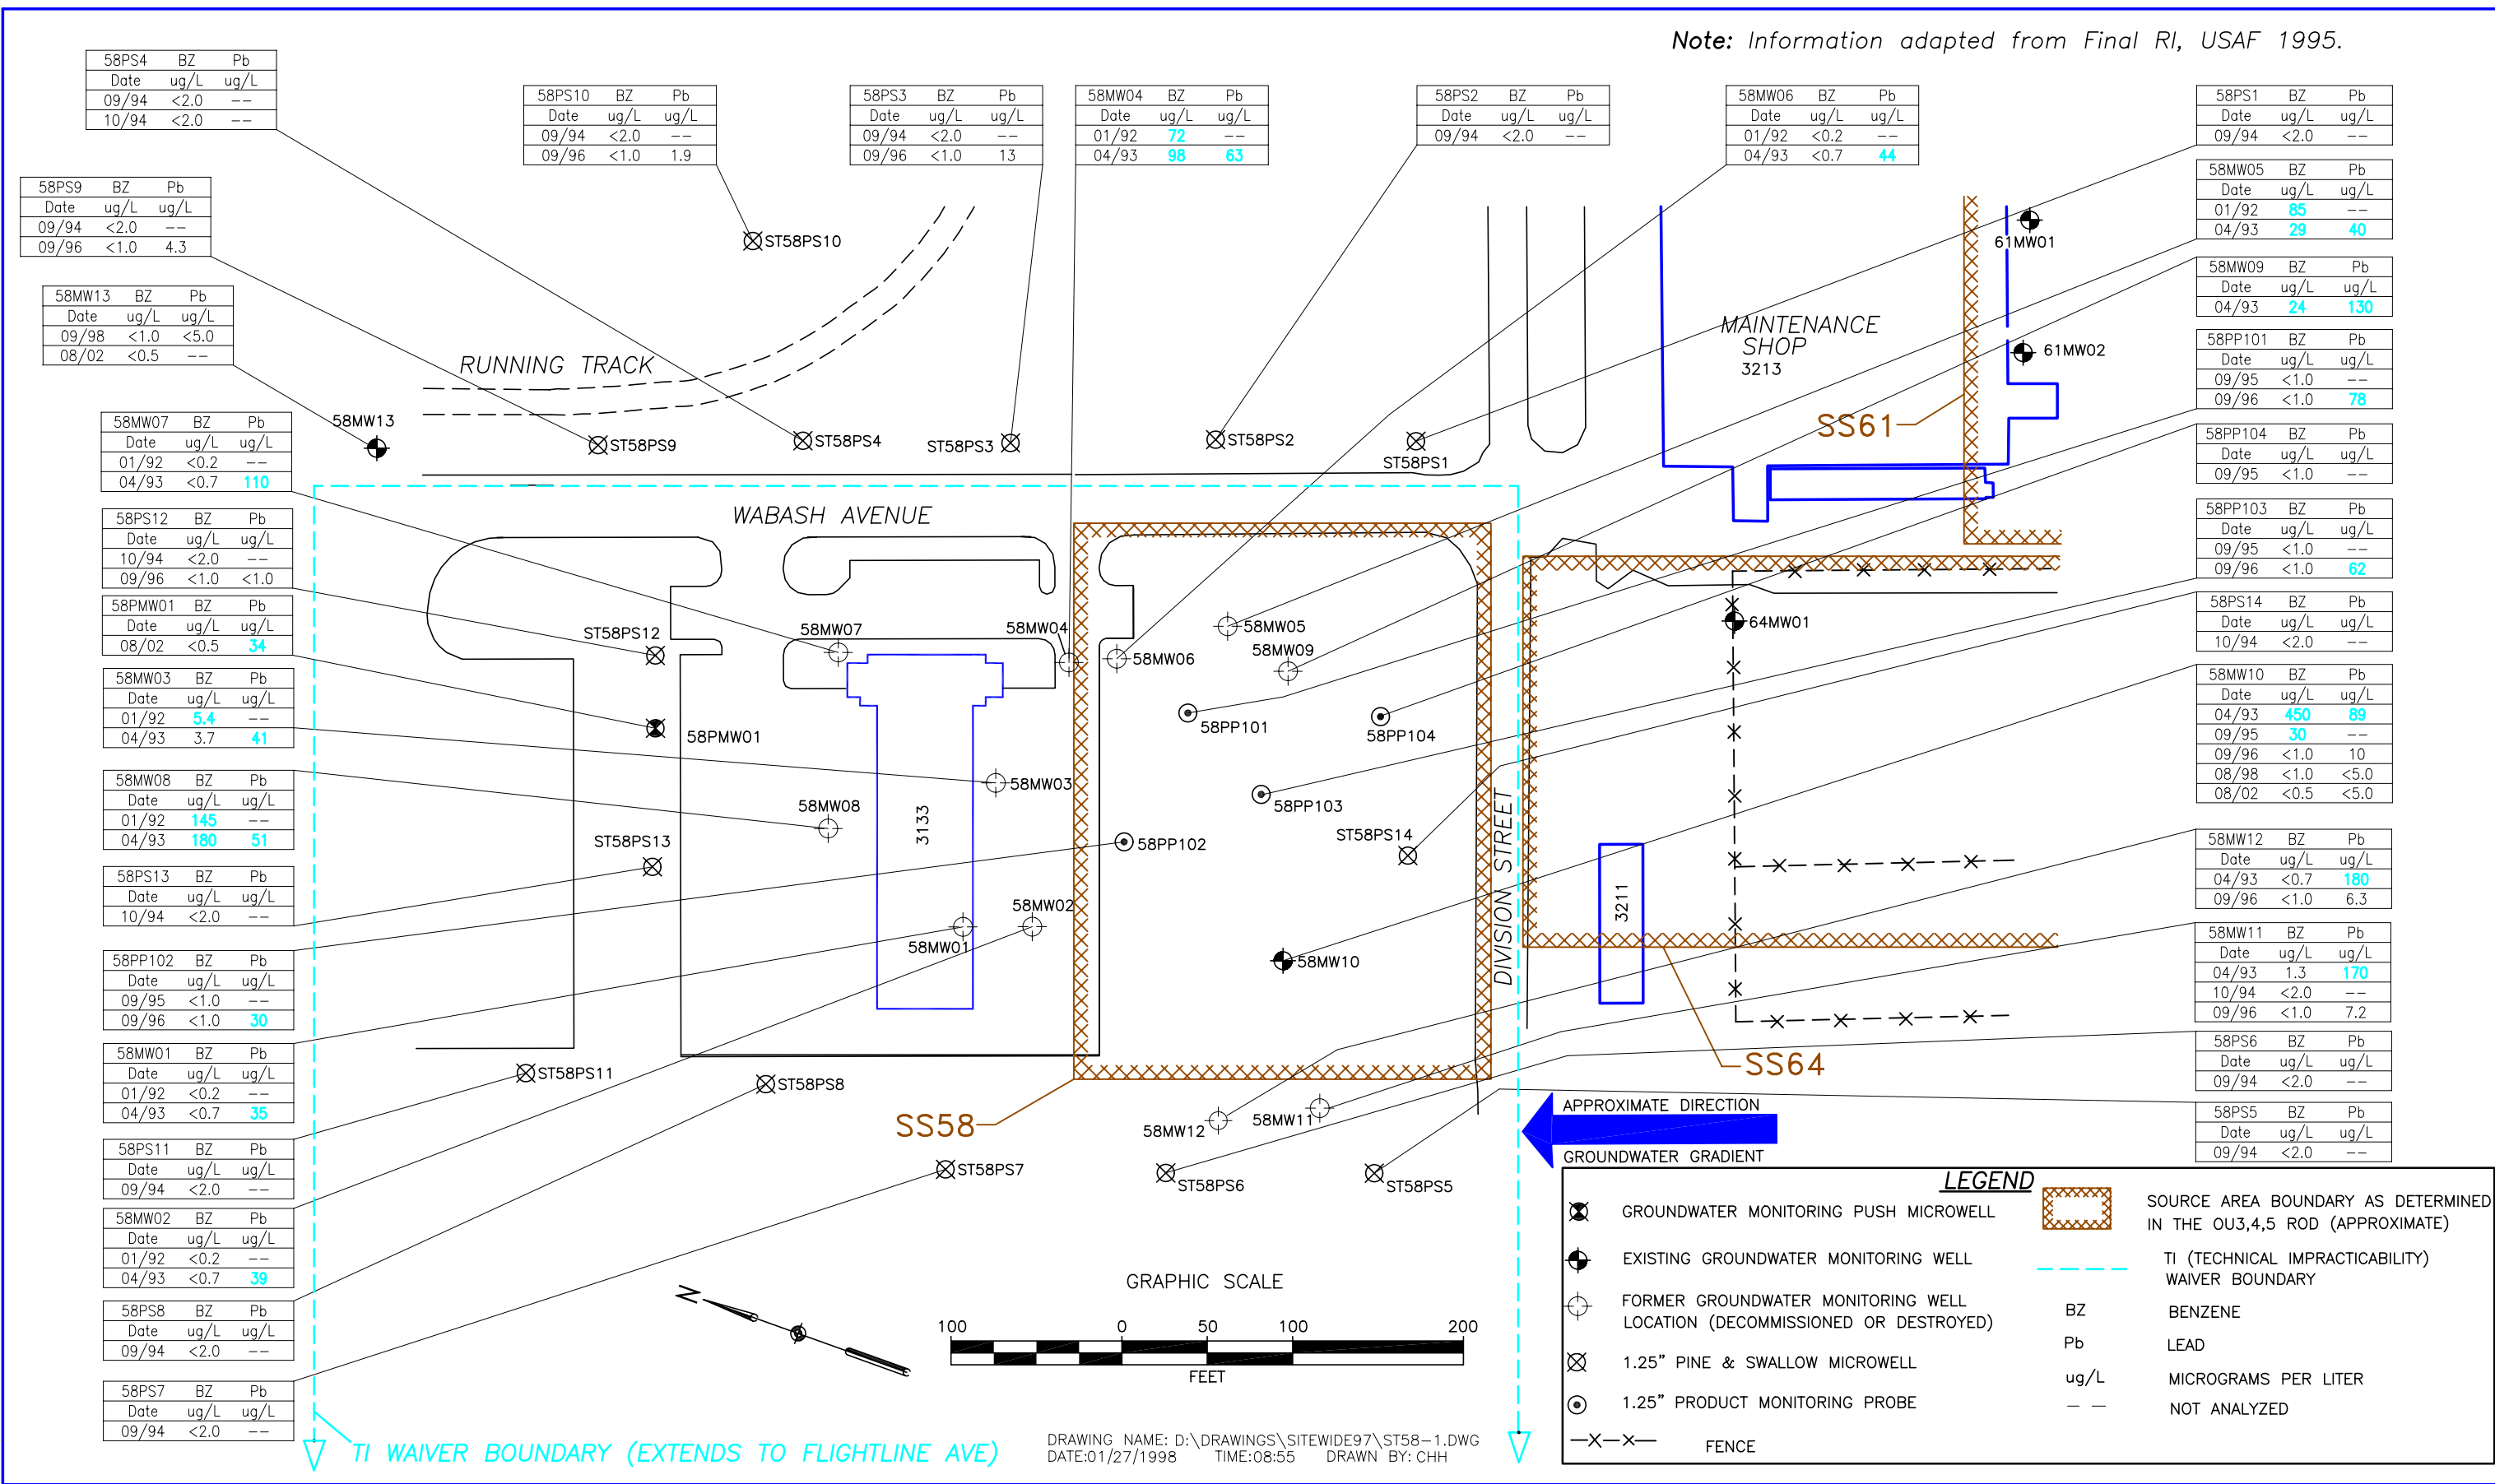 Note: Information adapted from Final RI, USAF 1995.
58PS4 BZ Pb
Date ug/L ug/L
09/94 <2.0 --
10/94 <2.0 --
58PS10 BZ Pb
Date ug/L ug/L
09/94 <2.0 --
09/96 <1.0 1.9
58PS3 BZ Pb
Date ug/L ug/L
09/94 <2.0 --
09/96 <1.0 13
58MW04 BZ Pb
Date ug/L ug/L
01/92 72 --
04/93 98 63
58PS2 BZ Pb
Date ug/L ug/L
09/94 <2.0 --
58MW06 BZ Pb
Date ug/L ug/L
01/92 <0.2 --
04/93 <0.7 44
58PS1 BZ Pb
Date ug/L ug/L
09/94 <2.0 --
58PS9 BZ Pb
Date ug/L ug/L
09/94 <2.0 --
09/96 <1.0 4.3
58MW13 BZ Pb
Date ug/L ug/L
09/98 <1.0 <5.0
08/02 <0.5 --
58MW07 BZ Pb
Date ug/L ug/L
01/92 <0.2 --
04/93 <0.7 110
58PS12 BZ Pb
Date ug/L ug/L
10/94 <2.0 --
09/96 <1.0 <1.0
58PMW01 BZ Pb
Date ug/L ug/L
08/02 <0.5 34
58MW03 BZ Pb
Date ug/L ug/L
01/92 5.4 --
04/93 3.7 41
58MW08 BZ Pb
Date ug/L ug/L
01/92 145 --
04/93 180 51
58PS13 BZ Pb
Date ug/L ug/L
10/94 <2.0 --
58PP102 BZ Pb
Date ug/L ug/L
09/95 <1.0 --
09/96 <1.0 30
58MW01 BZ Pb
Date ug/L ug/L
01/92 <0.2 --
04/93 <0.7 35
58PS11 BZ Pb
Date ug/L ug/L
09/94 <2.0 --
58MW02 BZ Pb
Date ug/L ug/L
01/92 <0.2 --
04/93 <0.7 39
58PS8 BZ Pb
Date ug/L ug/L
09/94 <2.0 --
58PS7 BZ Pb
Date ug/L ug/L
09/94 <2.0 --
58MW05 BZ Pb
Date ug/L ug/L
01/92 85 --
04/93 29 40
58MW09 BZ Pb
Date ug/L ug/L
04/93 24 130
58PP101 BZ Pb
Date ug/L ug/L
09/95 <1.0 --
09/96 <1.0 78
58PP104 BZ Pb
Date ug/L ug/L
09/95 <1.0 --
58PP103 BZ Pb
Date ug/L ug/L
09/95 <1.0 --
09/96 <1.0 62
58PS14 BZ Pb
Date ug/L ug/L
10/94 <2.0 --
58MW10 BZ Pb
Date ug/L ug/L
04/93 450 89
09/95 30 --
09/96 <1.0 10
08/98 <1.0 <5.0
08/02 <0.5 <5.0
58MW12 BZ Pb
Date ug/L ug/L
04/93 <0.7 180
09/96 <1.0 6.3
58MW11 BZ Pb
Date ug/L ug/L
04/93 1.3 170
10/94 <2.0 --
09/96 <1.0 7.2
58PS6 BZ Pb
Date ug/L ug/L
09/94 <2.0 --
58PS5 BZ Pb
Date ug/L ug/L
09/94 <2.0 --
ST58PS10
61MW01
RUNNING TRACK
MAINTENANCE
SHOP
3213
61MW02
58MW13
ST58PS9
ST58PS4
ST58PS3
ST58PS2
ST58PS1
SS61
WABASH AVENUE
ST58PS12
58MW07
58MW04
58MW06
58MW05
58MW09
64MW01
58PMW01
58PP101
58PP104
58MW03
58MW08
3133
58PP103
58PP102
ST58PS13
ST58PS14
DIVISION STREET
3211
58MW02
58MW01
58MW10
ST58PS11
ST58PS8
SS64
SS58
58MW12
58MW11
ST58PS7
ST58PS6
ST58PS5
APPROXIMATE DIRECTION
GROUNDWATER GRADIENT
N
GRAPHIC SCALE
100 0 50 100 200
FEET
TI WAIVER BOUNDARY (EXTENDS TO FLIGHTLINE AVE)
DRAWING NAME: D:\DRAWINGS\SITEWIDE97\ST58-1.DWG
DATE:01/27/1998 TIME:08:55 DRAWN BY: CHH
LEGEND
GROUNDWATER MONITORING PUSH MICROWELL
EXISTING GROUNDWATER MONITORING WELL
FORMER GROUNDWATER MONITORING WELL
LOCATION (DECOMMISSIONED OR DESTROYED)
1.25" PINE & SWALLOW MICROWELL
1.25" PRODUCT MONITORING PROBE
FENCE
SOURCE AREA BOUNDARY AS DETERMINED
IN THE OU3,4,5 ROD (APPROXIMATE)
TI (TECHNICAL IMPRACTICABILITY)
WAIVER BOUNDARY
BZ BENZENE
Pb LEAD
ug/L MICROGRAMS PER LITER
-- NOT ANALYZED